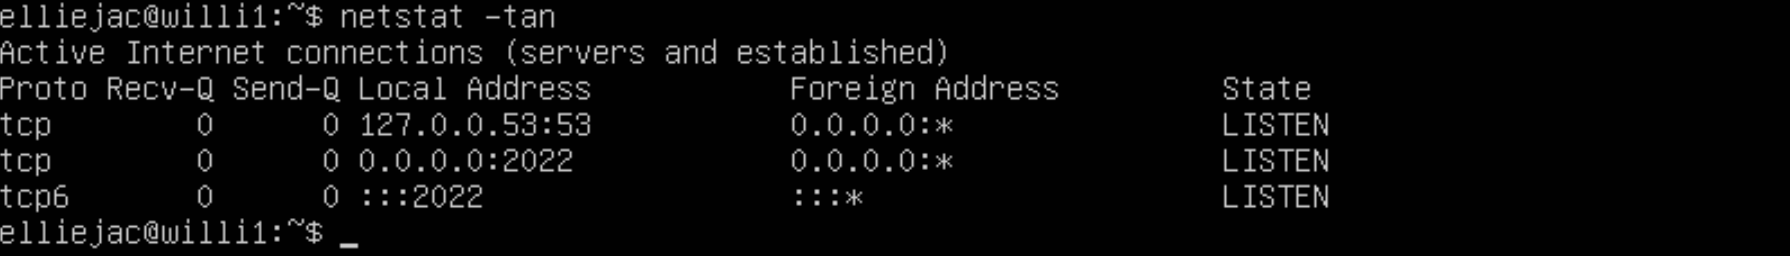 elliejac@willi1:~$ netstat -tan
Active Internet connections (servers and established)
Proto Recv-Q Send-Q Local Address           Foreign Address         State
tcp        0      0 127.0.0.53:53           0.0.0.0:*               LISTEN
tcp        0      0 0.0.0.0:2022            0.0.0.0:*               LISTEN
tcp6       0      0 :::2022                 :::*                    LISTEN
elliejac@willi1:~$ _